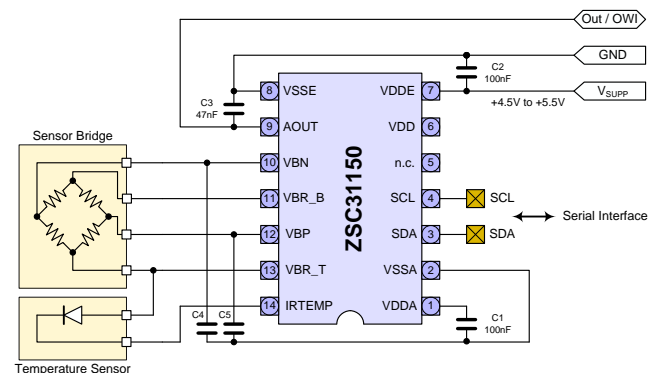 Out / OWI
GND
C2
100nF
V_SUPP
+4.5V to +5.5V
C3
47nF
8 VSSE
VDDE 7
9 AOUT
VDD 6
Sensor Bridge
10 VBN
n.c. 5
ZSC31150
11 VBR_B
SCL 4
SCL
Serial Interface
12 VBP
SDA 3
SDA
13 VBR_T
VSSA 2
14 IRTEMP
VDDA 1
C4
C5
C1
100nF
Temperature Sensor